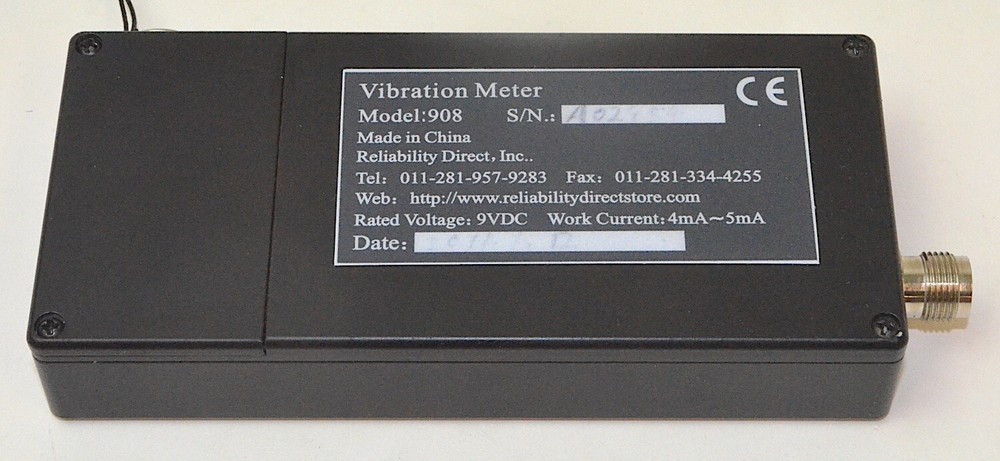 Vibration Meter CE
Model:908 S/N.:
Made in China
Reliability Direct, Inc..
Tel: 011-281-957-9283 Fax: 011-281-334-4255
Web: http://www.reliabilitydirectstore.com
Rated Voltage: 9VDC Work Current: 4mA~5mA
Date: